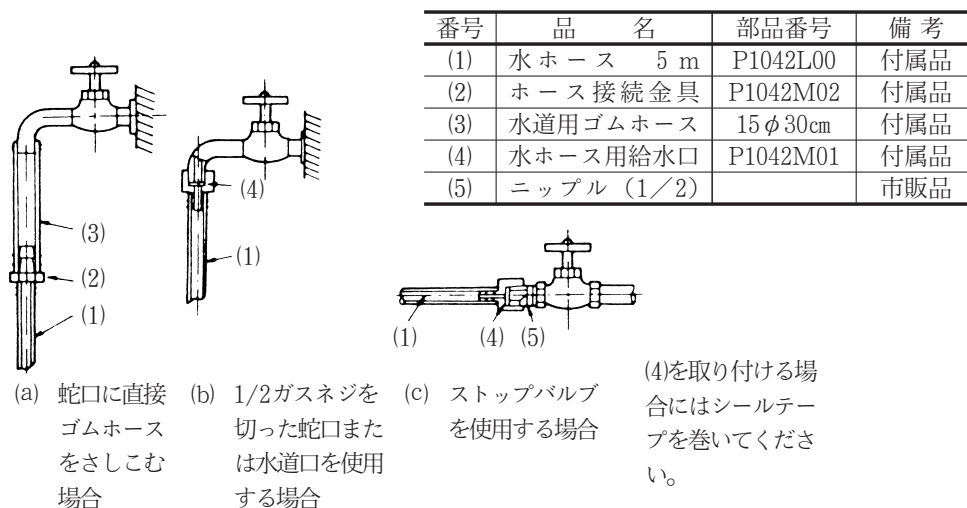 番号 品名 部品番号 備考
⑴ 水ホース 5m P1042L00 付属品
⑵ ホース接続金具 P1042M02 付属品
⑶ 水道用ゴムホース 15φ30㎝ 付属品
⑷ 水ホース用給水口 P1042M01 付属品
⑸ ニップル（1／2） 市販品
⑶
⑵
⑴
⑷
⑴
⑴ ⑷ ⑸
(a) 蛇口に直接
ゴムホース
をさしこむ
場合
(b) 1/2ガスネジを
切った蛇口また
は水道口を使用
する場合
(c) ストップバルブ
を使用する場合
⑷を取り付ける場
合にはシールテー
プを巻いてくださ
い。